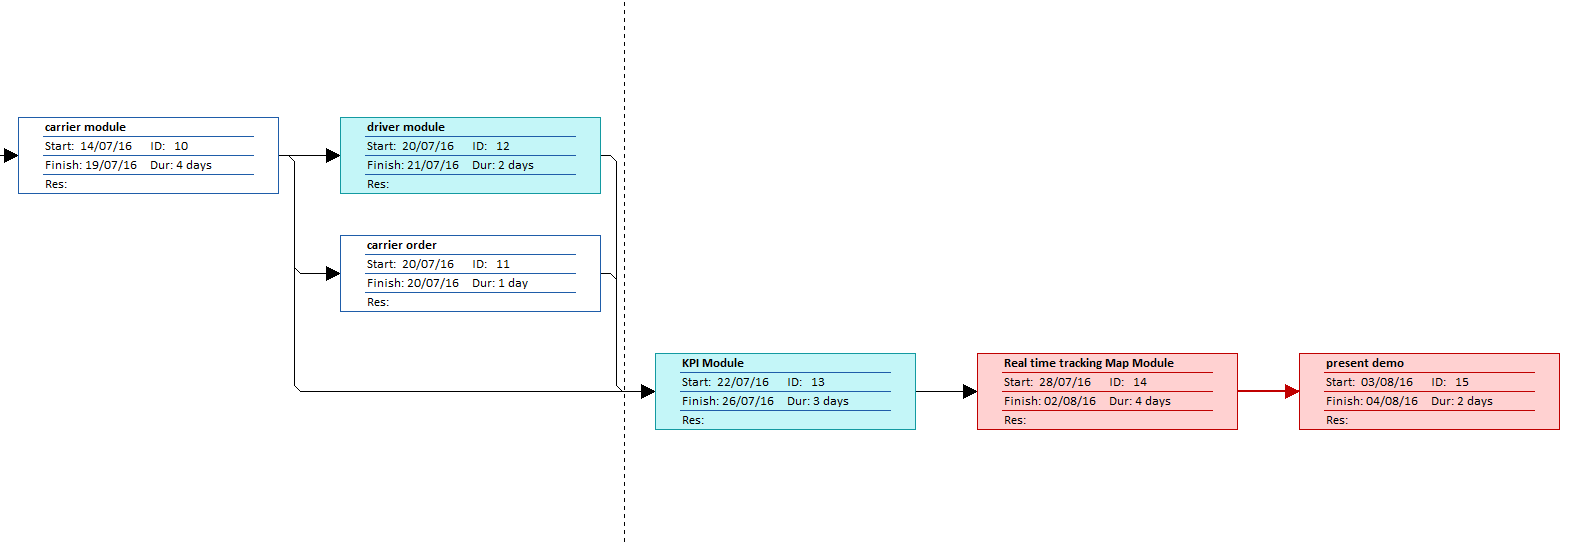 carrier module
Start: 14/07/16 ID: 10
Finish: 19/07/16 Dur: 4 days
Res:
driver module
Start: 20/07/16 ID: 12
Finish: 21/07/16 Dur: 2 days
Res:
carrier order
Start: 20/07/16 ID: 11
Finish: 20/07/16 Dur: 1 day
Res:
KPI Module
Start: 22/07/16 ID: 13
Finish: 26/07/16 Dur: 3 days
Res:
Real time tracking Map Module
Start: 28/07/16 ID: 14
Finish: 02/08/16 Dur: 4 days
Res:
present demo
Start: 03/08/16 ID: 15
Finish: 04/08/16 Dur: 2 days
Res: